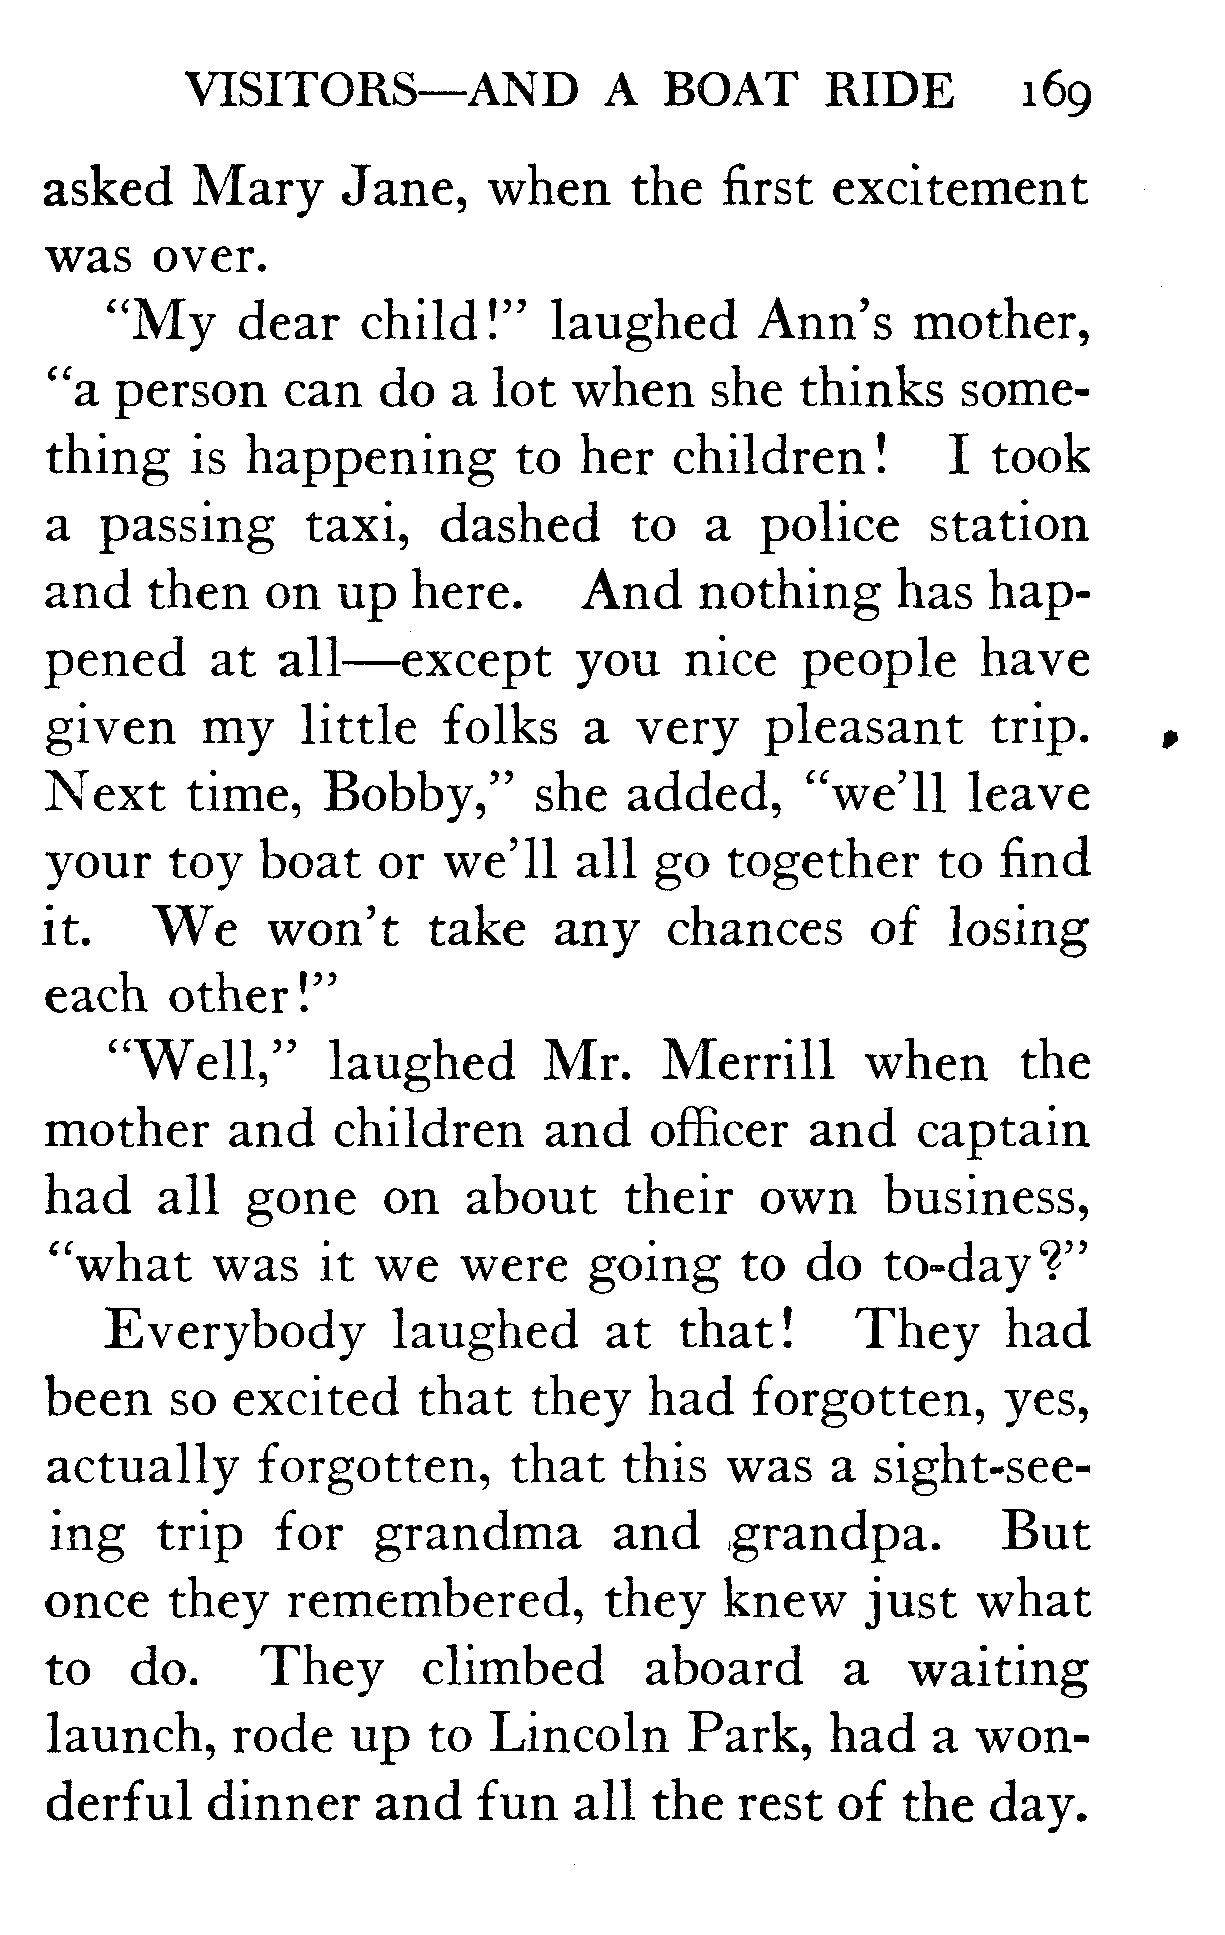 VISITORS—AND A BOAT RIDE 169
asked Mary Jane, when the first excitement
was over.
“My dear child!” laughed Ann’s mother,
“a person can do a lot when she thinks some-
thing is happening to her children! I took
a passing taxi, dashed to a police station
and then on up here. And nothing has hap-
pened at all—except you nice people have
given my little folks a very pleasant trip.
Next time, Bobby,” she added, “we’ll leave
your toy boat or we’ll all go together to find
it. We won’t take any chances of losing
each other!”
“Well,” laughed Mr. Merrill when the
mother and children and officer and captain
had all gone on about their own business,
“what was it we were going to do to-day?”
Everybody laughed at that! They had
been so excited that they had forgotten, yes,
actually forgotten, that this was a sight-see-
ing trip for grandma and grandpa. But
once they remembered, they knew just what
to do. They climbed aboard a waiting
launch, rode up to Lincoln Park, had a won-
derful dinner and fun all the rest of the day.